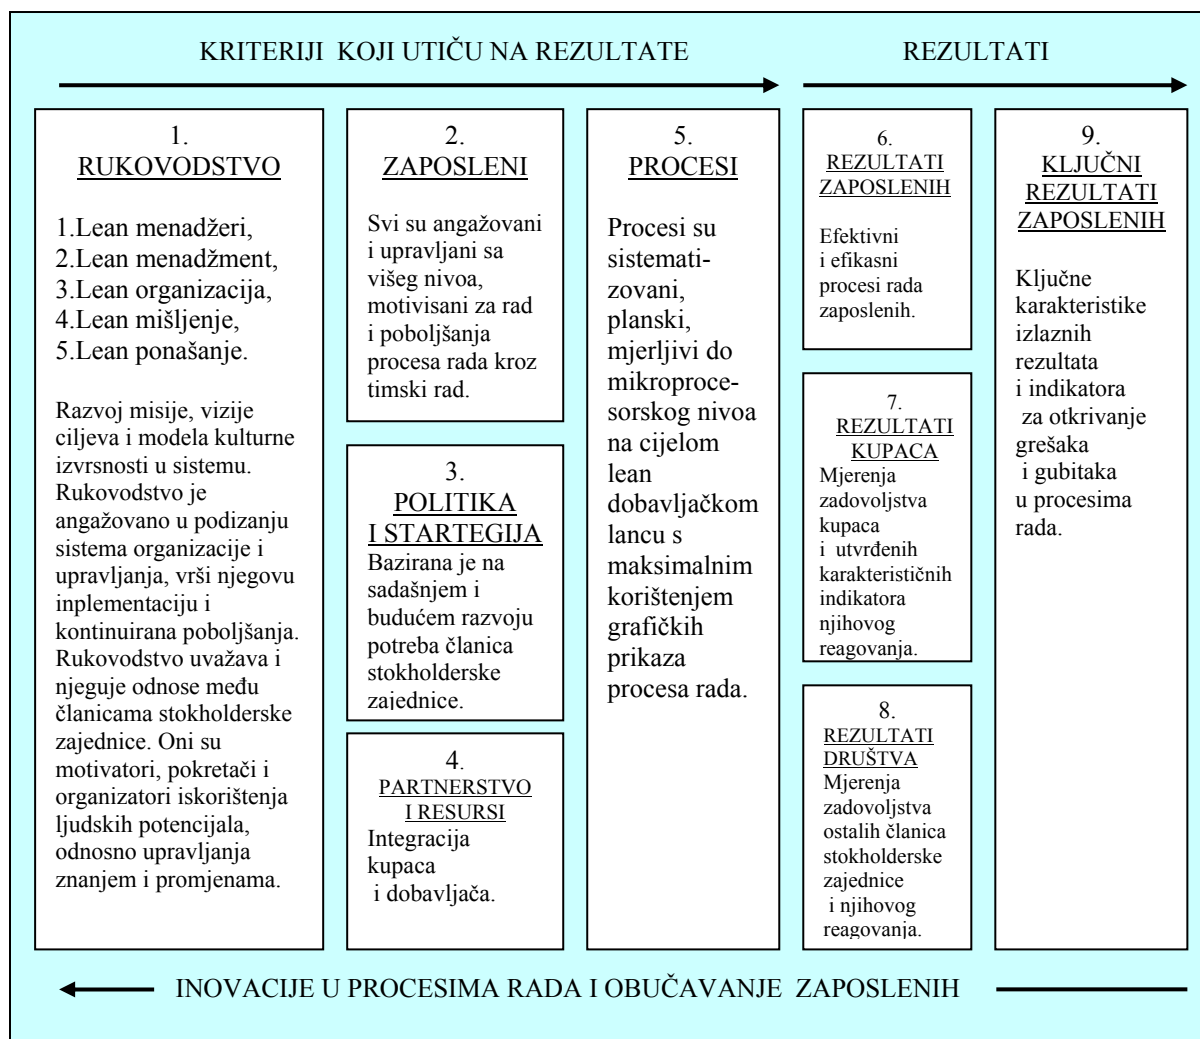 KRITERIJI KOJI UTIČU NA REZULTATE
REZULTATI
1.
RUKOVODSTVO
1.Lean menadžeri,
2.Lean menadžment,
3.Lean organizacija,
4.Lean mišljenje,
5.Lean ponašanje.
Razvoj misije, vizije
ciljeva i modela kulturne
izvrsnosti u sistemu.
Rukovodstvo je
angažovano u podizanju
sistema organizacije i
upravljanja, vrši njegovu
inplementaciju i
kontinuirana poboljšanja.
Rukovodstvo uvažava i
njeguje odnose među
članicama stokholderske
zajednice. Oni su
motivatori, pokretači i
organizatori iskorištenja
ljudskih potencijala,
odnosno upravljanja
znanjem i promjenama.
2.
ZAPOSLENI
Svi su angažovani
i upravljani sa
višeg nivoa,
motivisani za rad
i poboljšanja
procesa rada kroz
timski rad.
3.
POLITIKA
I STARTEGIJA
Bazirana je na
sadašnjem i
budućem razvoju
potreba članica
stokholderske
zajednice.
4.
PARTNERSTVO
I RESURSI
Integracija
kupaca
i dobavljača.
5.
PROCESI
Procesi su
sistemati-
zovani,
planski,
mjerljivi do
mikroproce-
sorskog nivoa
na cijelom
lean
dobavljačkom
lancu s
maksimalnim
korištenjem
grafičkih
prikaza
procesa rada.
6.
REZULTATI
ZAPOSLENIH
Efektivni
i efikasni
procesi rada
zaposlenih.
7.
REZULTATI
KUPACA
Mjerenja
zadovoljstva
kupaca
i utvrđenih
karakterističnih
indikatora
njihovog
reagovanja.
8.
REZULTATI
DRUŠTVA
Mjerenja
zadovoljstva
ostalih članica
stokholderske
zajednice
i njihovog
reagovanja.
9.
KLJUČNI
REZULTATI
ZAPOSLENIH
Ključne
karakteristike
izlaznih
rezultata
i indikatora
za otkrivanje
grešaka
i gubitaka
u procesima
rada.
INOVACIJE U PROCESIMA RADA I OBUČAVANJE ZAPOSLENIH